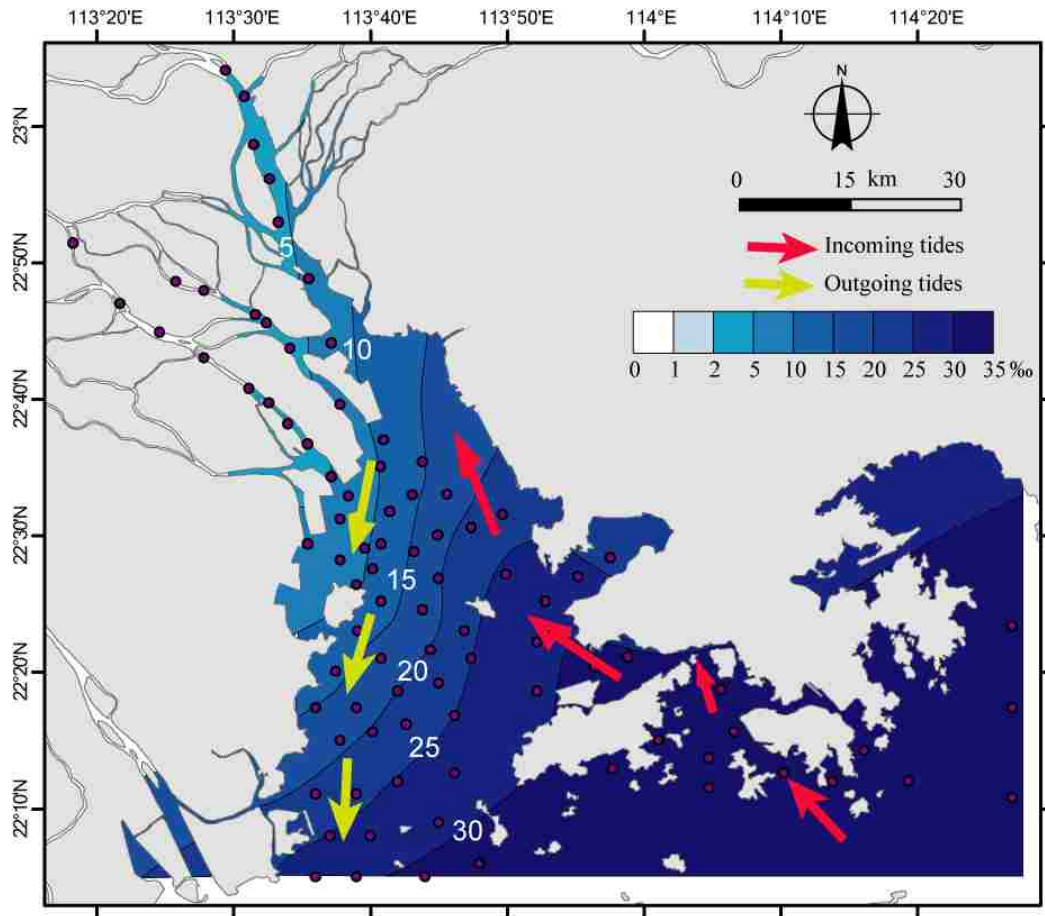 113°20'E 113°30'E 113°40'E 113°50'E 114°E 114°10'E 114°20'E
N
23°N
0 15 km 30
5
Incoming tides
22°50'N
Outgoing tides
10
0 1 2 5 10 15 20 25 30 35 ‰
22°40'N
22°30'N
15
22°20'N
20
25
22°10'N
30